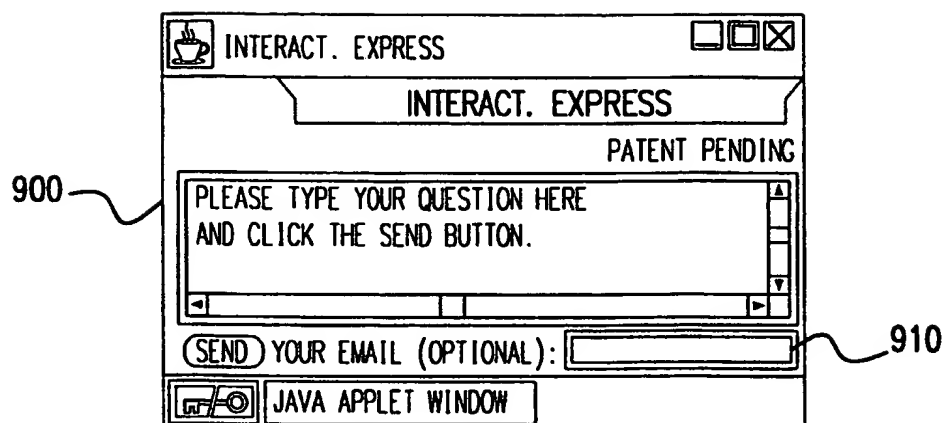 INTERACT. EXPRESS
INTERACT. EXPRESS
PATENT PENDING
900
PLEASE TYPE YOUR QUESTION HERE
AND CLICK THE SEND BUTTON.
SEND YOUR EMAIL (OPTIONAL):
910
JAVA APPLET WINDOW